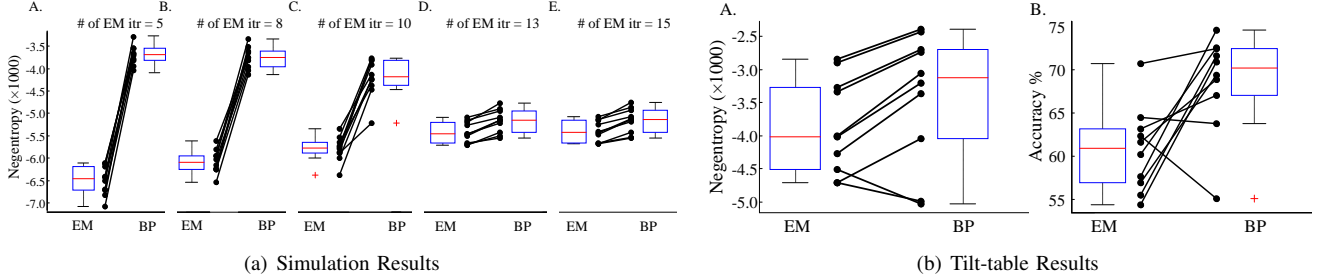 A. B. C. D. E.
# of EM itr = 5 # of EM itr = 8 # of EM itr = 10 # of EM itr = 13 # of EM itr = 15
Negentropy (×1000)
-3.5
-4.0
-4.5
-5.0
-5.5
-6.0
-6.5
-7.0
EM BP EM BP EM BP EM BP EM BP
(a) Simulation Results
A.
Negentropy (×1000)
-2.5
-3.0
-3.5
-4.0
-4.5
-5.0
EM BP
B.
Accuracy %
75
70
65
60
55
EM BP
(b) Tilt-table Results